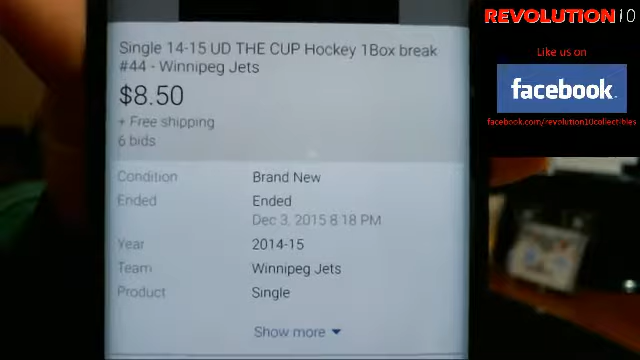 REVOLUTION10
Like us on
facebook.
facebook.com/revolution10collectibles
Single 14-15 UD THE CUP Hockey 1Box break
#44 - Winnipeg Jets
$8.50
+ Free shipping
6 bids
Condition Brand New
Ended Ended
Dec 3, 2015 8:18 PM
Year 2014-15
Team Winnipeg Jets
Product Single
Show more